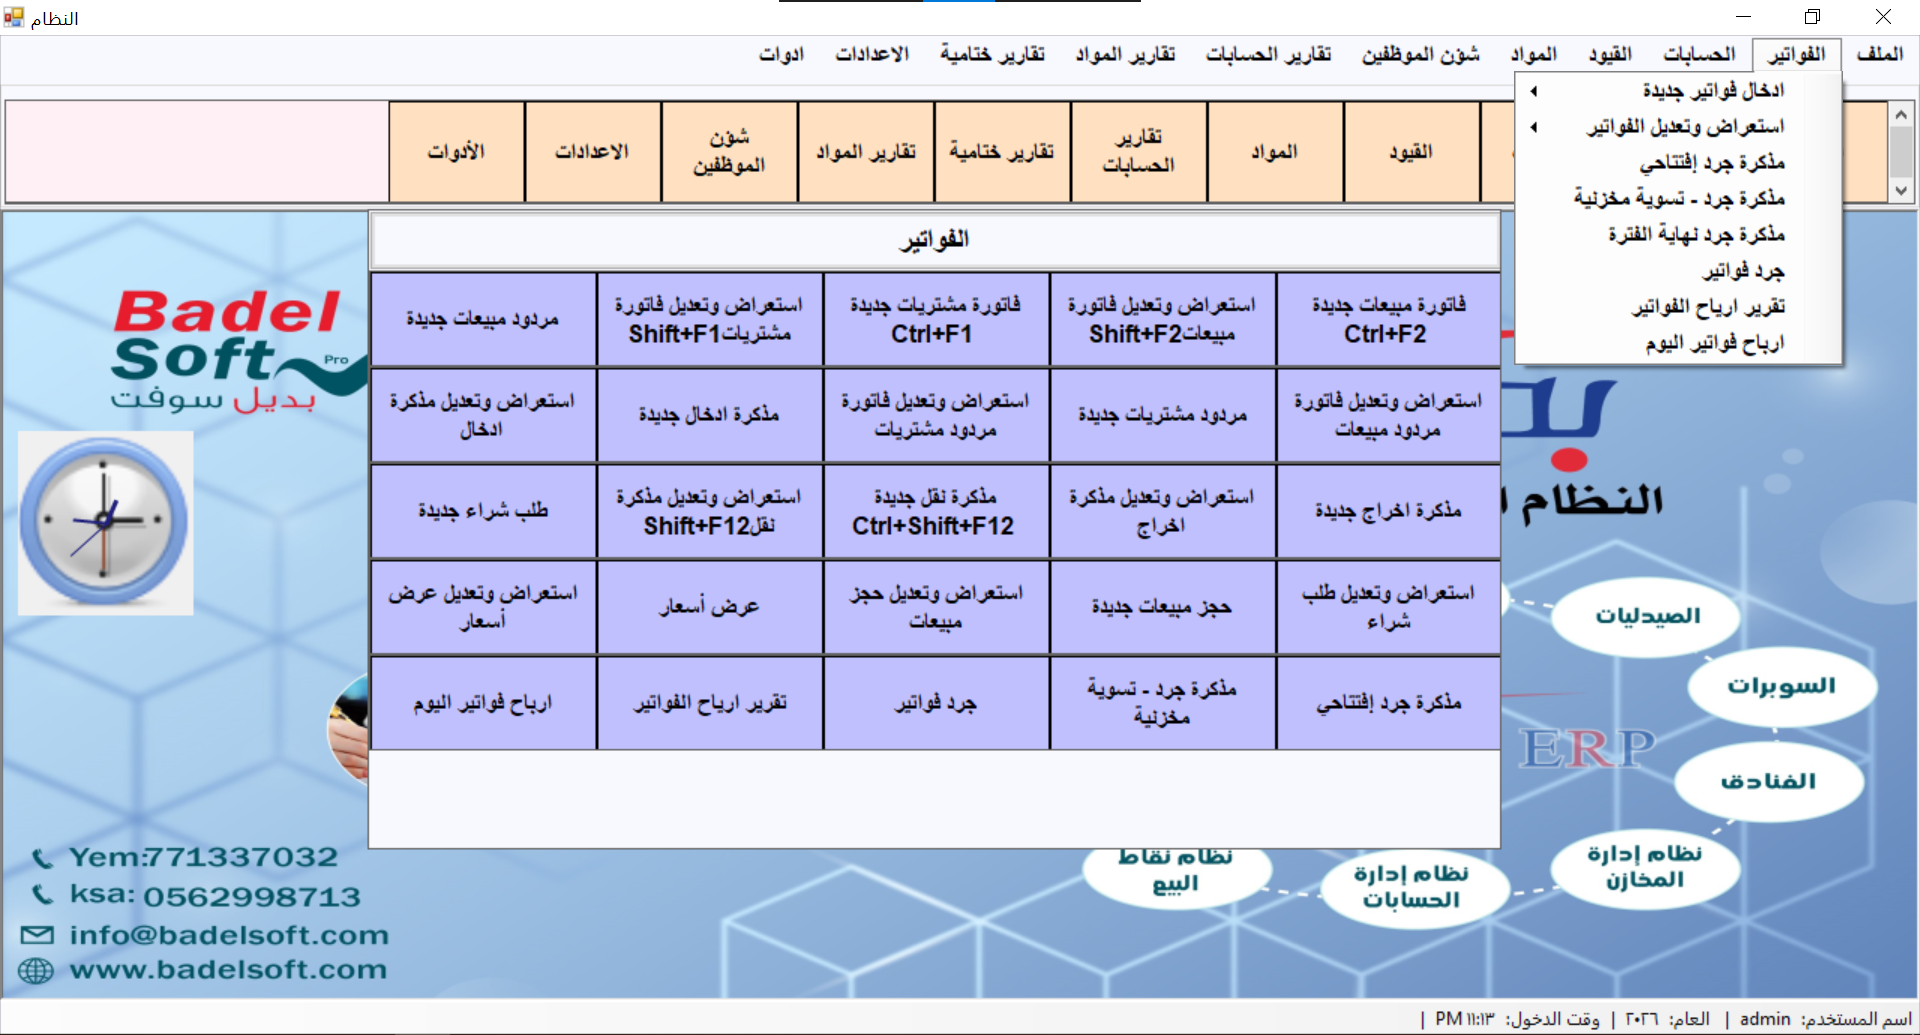 النظام
الملف
الفواتير
الحسابات
القيود
المواد
شؤن الموظفين
تقارير الحسابات
تقارير المواد
تقارير ختامية
الاعدادات
ادوات
ادخال فواتير جديدة
استعراض وتعديل الفواتير
مذكرة جرد إفتتاحي
مذكرة جرد - تسوية مخزنية
مذكرة جرد نهاية الفترة
جرد فواتير
تقرير ارباح الفواتير
ارباح فواتير اليوم
القيود
المواد
تقارير
الحسابات
تقارير ختامية
تقارير المواد
شؤن
الموظفين
الاعدادات
الأدوات
الفواتير
فاتورة مبيعات جديدة
Ctrl+F2
استعراض وتعديل فاتورة
مبيعاتShift+F2
فاتورة مشتريات جديدة
Ctrl+F1
استعراض وتعديل فاتورة
مشترياتShift+F1
مردود مبيعات جديدة
استعراض وتعديل فاتورة
مردود مبيعات
مردود مشتريات جديدة
استعراض وتعديل فاتورة
مردود مشتريات
مذكرة ادخال جديدة
استعراض وتعديل مذكرة
ادخال
مذكرة اخراج جديدة
استعراض وتعديل مذكرة
اخراج
مذكرة نقل جديدة
Ctrl+Shift+F12
استعراض وتعديل مذكرة
نقلShift+F12
طلب شراء جديدة
استعراض وتعديل طلب
شراء
حجز مبيعات جديدة
استعراض وتعديل حجز
مبيعات
عرض أسعار
استعراض وتعديل عرض
أسعار
مذكرة جرد إفتتاحي
مذكرة جرد - تسوية
مخزنية
جرد فواتير
تقرير ارباح الفواتير
ارباح فواتير اليوم
Badel
Soft
Pro
بديل سوفت
النظام
الصيدليات
السوبرات
ERP
الفنادق
نظام إدارة
المخازن
نظام إدارة
الحسابات
نظام نقاط
البيع
Yem:771337032
ksa: 0562998713
info@badelsoft.com
www.badelsoft.com
اسم المستخدم: admin | العام: ٢٠٢٦ | وقت الدخول: ١١:١٣ PM |